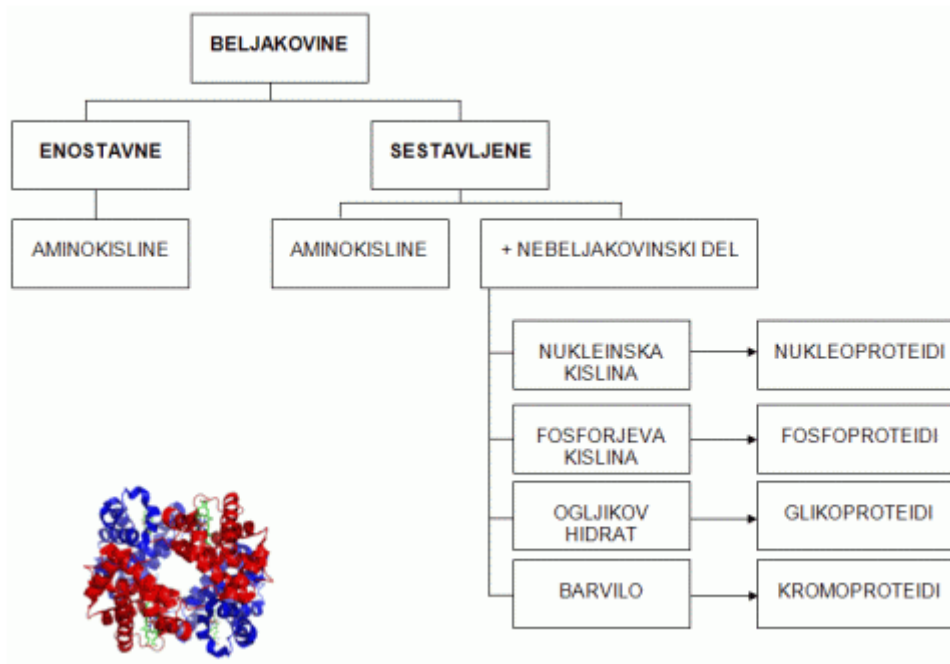 BELJAKOVINE
ENOSTAVNE
SESTAVLJENE
AMINOKISLINE
AMINOKISLINE
+ NEBELJAKOVINSKI DEL
NUKLEINSKA
KISLINA
NUKLEOPROTEIDI
FOSFORJEVA
KISLINA
FOSFOPROTEIDI
OGLJIKOV
HIDRAT
GLIKOPROTEIDI
BARVILO
KROMOPROTEIDI